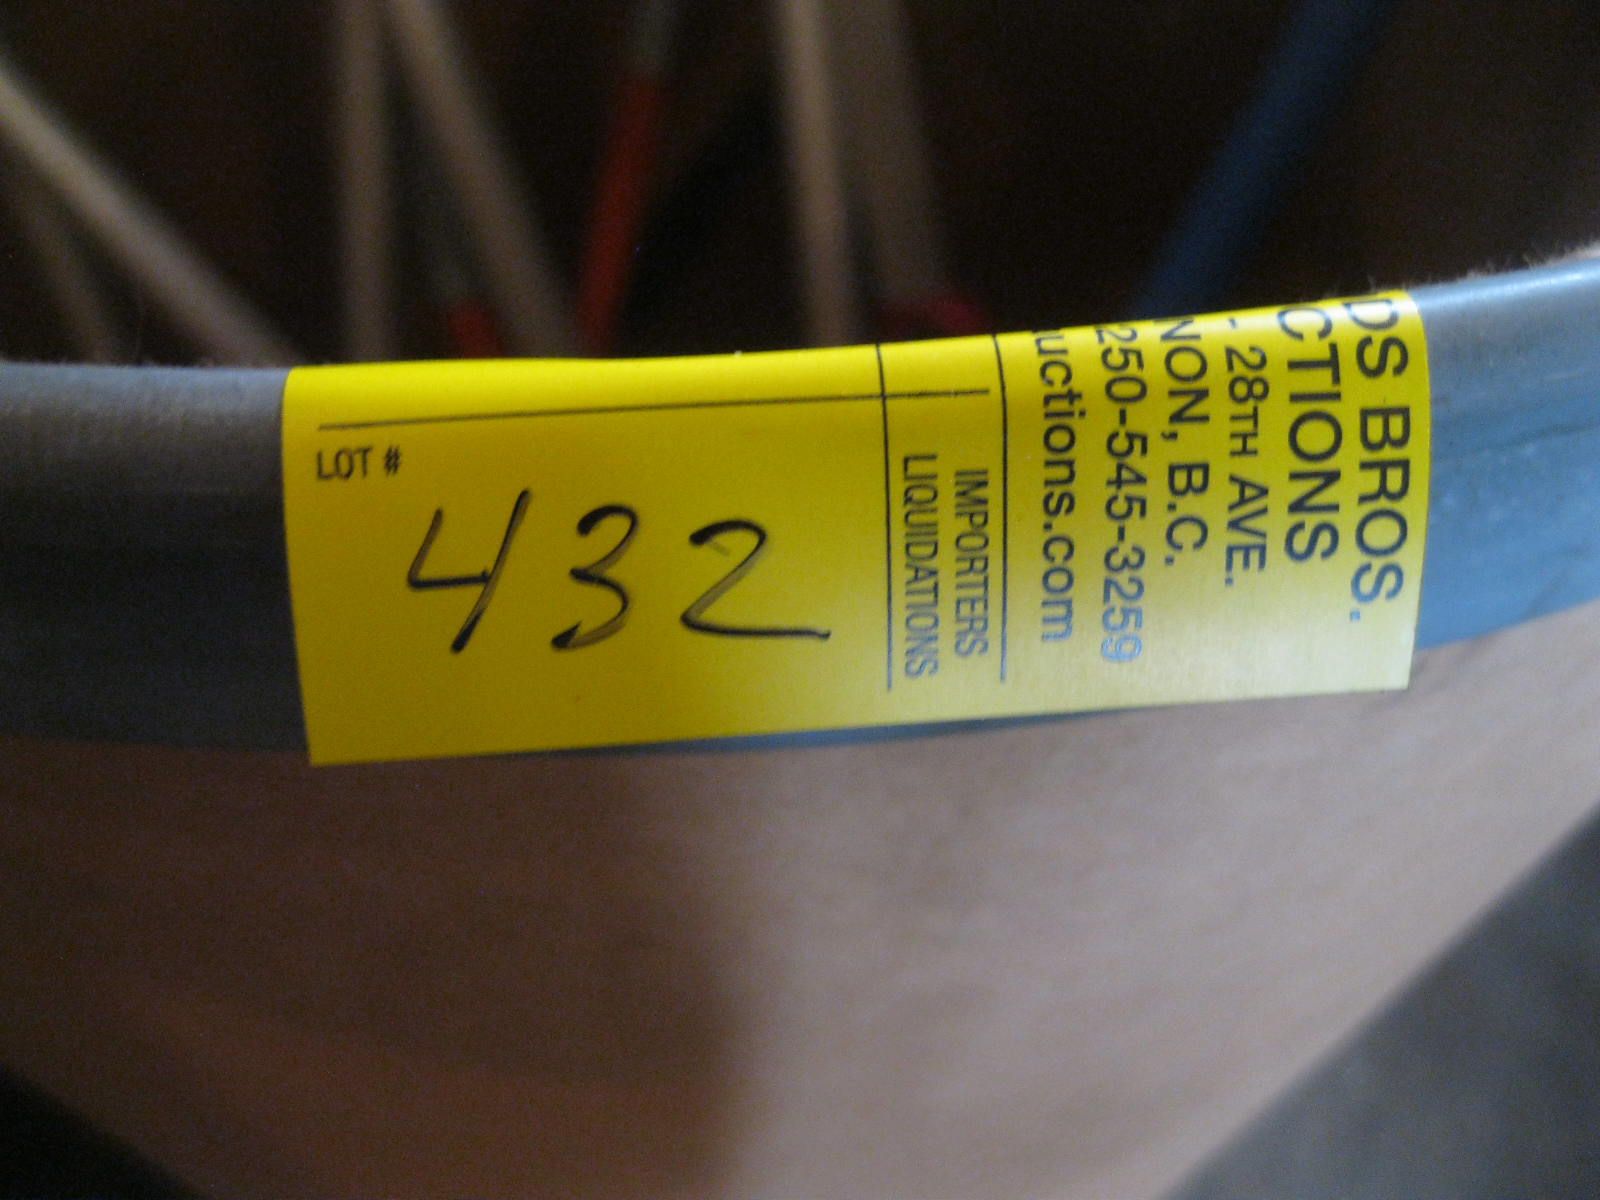 LOT #
432
IMPORTERS
LIQUIDATIONS
DS BROS.
CTIONS
- 28TH AVE.
NON, B.C.
250-545-3259
uctions.com